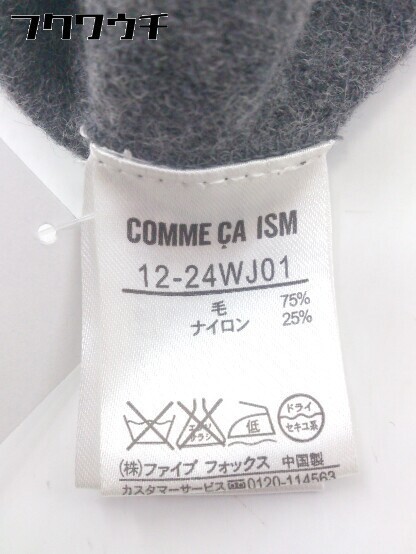 フクワウチ
COMME ÇA ISM
12-24WJ01
毛 75%
ナイロン 25%
エンソ サラシ 低 ドライ セキユ系
(株)ファイブ フォックス 中国製
カスタマーサービス 0120-114563